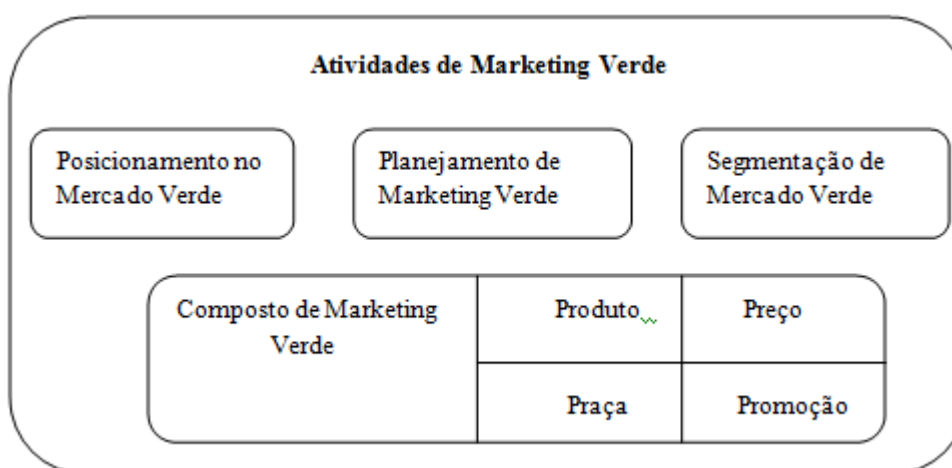 Atividades de Marketing Verde
Posicionamento no
Mercado Verde
Planejamento de
Marketing Verde
Segmentação de
Mercado Verde
Composto de Marketing
Verde
Produto
Preço
Praça
Promoção